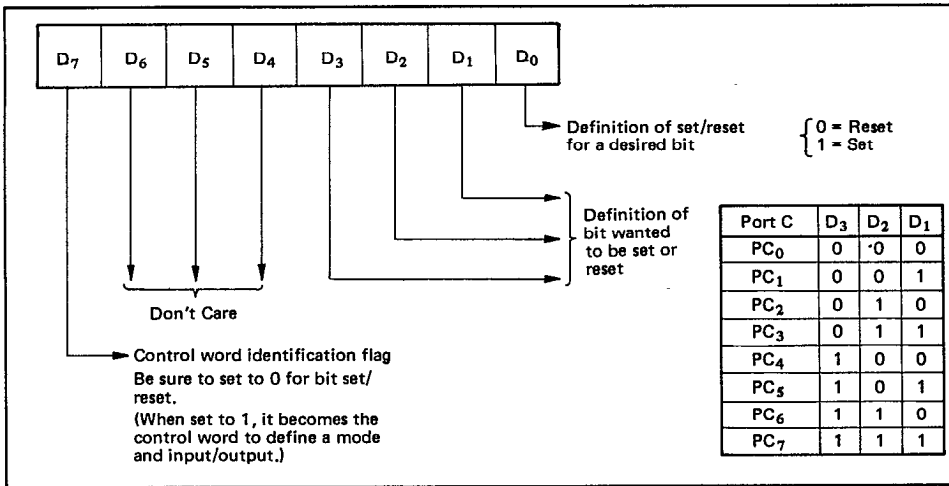 D₇ D₆ D₅ D₄ D₃ D₂ D₁ D₀
Definition of set/reset
for a desired bit
0 = Reset
1 = Set
Definition of
bit wanted
to be set or
reset
Don't Care
Control word identification flag
Be sure to set to 0 for bit set/
reset.
(When set to 1, it becomes the
control word to define a mode
and input/output.)
Port C D₃ D₂ D₁
PC₀ 0 0 0
PC₁ 0 0 1
PC₂ 0 1 0
PC₃ 0 1 1
PC₄ 1 0 0
PC₅ 1 0 1
PC₆ 1 1 0
PC₇ 1 1 1